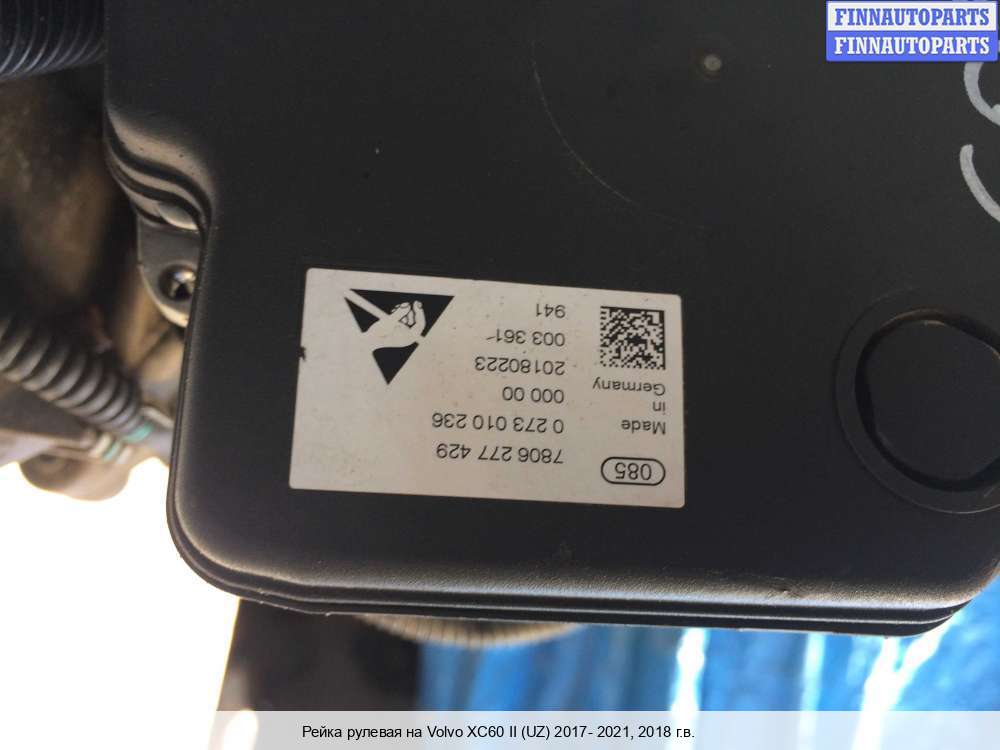 FINNAUTOPARTS
FINNAUTOPARTS
085
7806 277 429
0 273 010 236
000 00
20180223
003 361-
941
Made
in
Germany
Рейка рулевая на Volvo XC60 II (UZ) 2017- 2021, 2018 г.в.